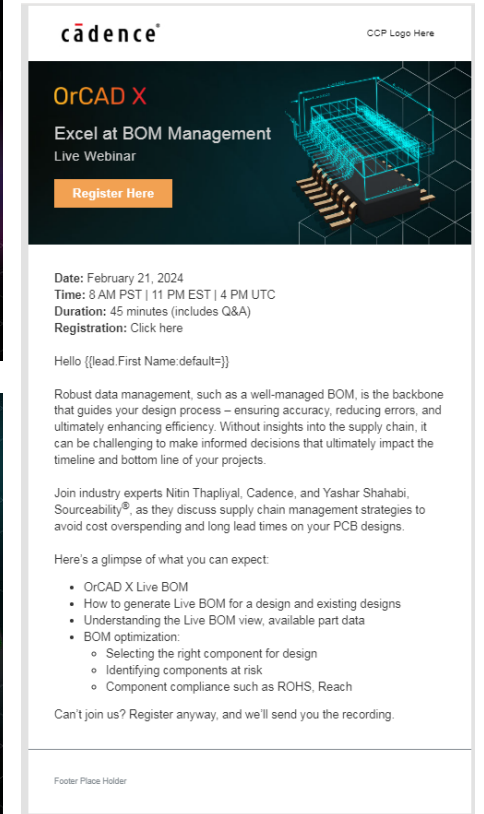 cādence®
CCP Logo Here
OrCAD X
Excel at BOM Management
Live Webinar
Register Here
Date: February 21, 2024
Time: 8 AM PST | 11 PM EST | 4 PM UTC
Duration: 45 minutes (includes Q&A)
Registration: Click here
Hello {{lead.First Name:default=}}
Robust data management, such as a well-managed BOM, is the backbone
that guides your design process – ensuring accuracy, reducing errors, and
ultimately enhancing efficiency. Without insights into the supply chain, it
can be challenging to make informed decisions that ultimately impact the
timeline and bottom line of your projects.
Join industry experts Nitin Thapliyal, Cadence, and Yashar Shahabi,
Sourceability®, as they discuss supply chain management strategies to
avoid cost overspending and long lead times on your PCB designs.
Here's a glimpse of what you can expect:
• OrCAD X Live BOM
• How to generate Live BOM for a design and existing designs
• Understanding the Live BOM view, available part data
• BOM optimization:
◦ Selecting the right component for design
◦ Identifying components at risk
◦ Component compliance such as ROHS, Reach
Can't join us? Register anyway, and we'll send you the recording.
Footer Place Holder